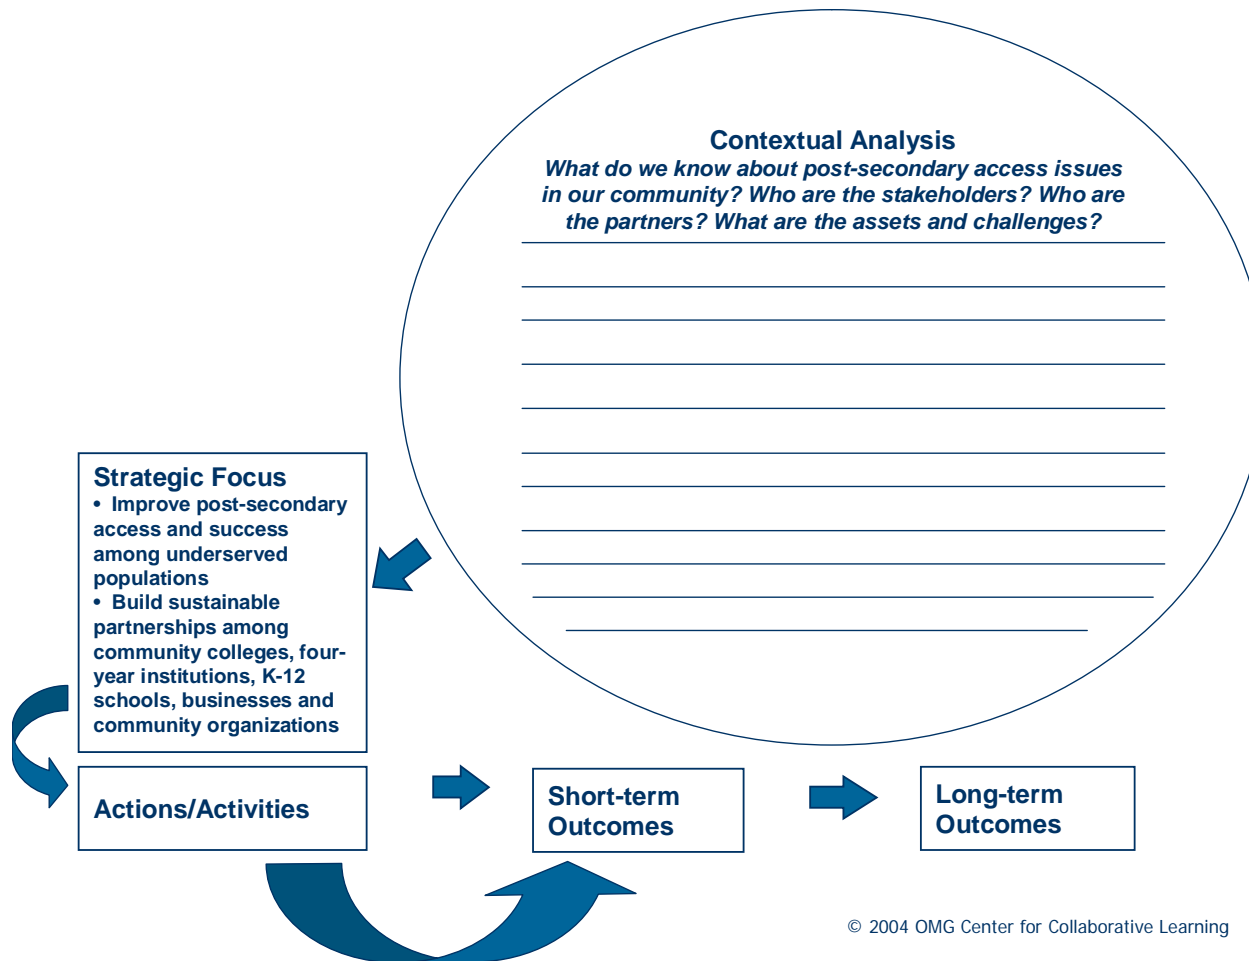 Contextual Analysis
What do we know about post-secondary access issues
in our community? Who are the stakeholders? Who are
the partners? What are the assets and challenges?
Strategic Focus
• Improve post-secondary
access and success
among underserved
populations
• Build sustainable
partnerships among
community colleges, four-
year institutions, K-12
schools, businesses and
community organizations
Actions/Activities
Short-term
Outcomes
Long-term
Outcomes
© 2004 OMG Center for Collaborative Learning